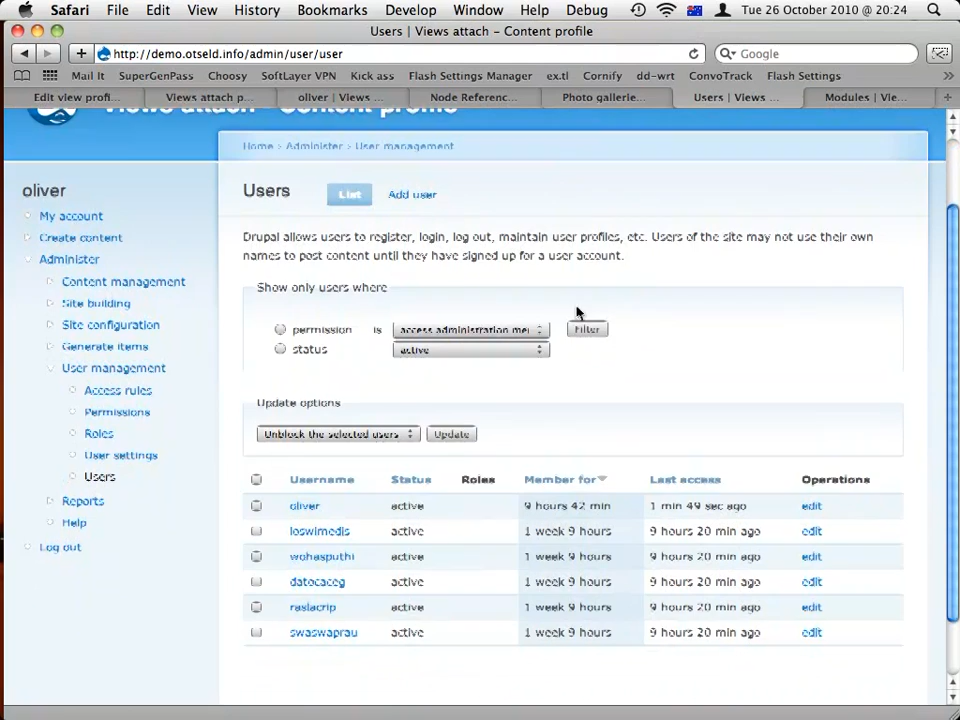 Safari File Edit View History Bookmarks Develop Window Help Debug Tue 26 October 2010 @ 20:24
Users | Views attach – Content profile
http://demo.otseld.info/admin/user/user
Google
Mail It SuperGenPass Choosy SoftLayer VPN Kick ass Flash Settings Manager ex.tl Cornify dd-wrt ConvoTrack Flash Settings
Edit view profi... Views attach p... oliver | Views ... Node Referenc... Photo gallerie... Users | Views ... Modules | Vie...
Views attach – Content profile
Home > Administer > User management
oliver
Users List Add user
My account
Create content
Administer
Content management
Site building
Site configuration
Generate items
User management
Access rules
Permissions
Roles
User settings
Users
Reports
Help
Log out
Drupal allows users to register, login, log out, maintain user profiles, etc. Users of the site may not use their own
names to post content until they have signed up for a user account.
Show only users where
permission is access administration me Filter
status active
Update options
Unblock the selected users Update
Username Status Roles Member for Last access Operations
oliver active 9 hours 42 min 1 min 49 sec ago edit
loswimedis active 1 week 9 hours 9 hours 20 min ago edit
wohasputhi active 1 week 9 hours 9 hours 20 min ago edit
datocaceg active 1 week 9 hours 9 hours 20 min ago edit
raslacrip active 1 week 9 hours 9 hours 20 min ago edit
swaswaprau active 1 week 9 hours 9 hours 20 min ago edit